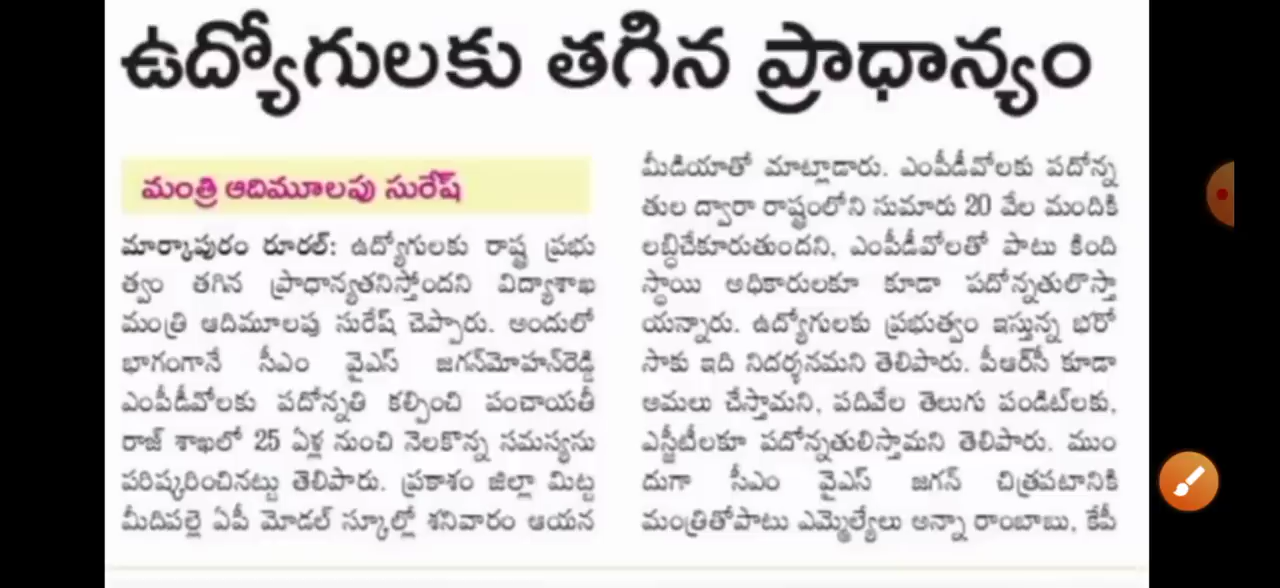 ఉద్యోగులకు తగిన ప్రాధాన్యం
మంత్రి ఆదిమూలపు సురేష్
మార్కాపురం రూరల్: ఉద్యోగులకు రాష్ట్ర ప్రభు
త్వం తగిన ప్రాధాన్యతనిస్తోందని విద్యాశాఖ
మంత్రి ఆదిమూలపు సురేష్ చెప్పారు. అందులో
భాగంగానే సీఎం వైఎస్ జగన్‌మోహన్‌రెడ్డి
ఎంపీడీవోలకు పదోన్నతి కల్పించి పంచాయతీ
రాజ్ శాఖలో 25 ఏళ్ల నుంచి నెలకొన్న సమస్యను
పరిష్కరించినట్టు తెలిపారు. ప్రకాశం జిల్లా మిట్ట
మీదిపల్లె ఏపీ మోడల్ స్కూల్లో శనివారం ఆయన
మీడియాతో మాట్లాడారు. ఎంపీడీవోలకు పదోన్న
తుల ద్వారా రాష్ట్రంలోని సుమారు 20 వేల మందికి
లబ్ధిచేకూరుతుందని, ఎంపీడీవోలతో పాటు కింది
స్థాయి అధికారులకూ కూడా పదోన్నతులొస్తా
యన్నారు. ఉద్యోగులకు ప్రభుత్వం ఇస్తున్న భరో
సాకు ఇది నిదర్శనమని తెలిపారు. పీఆర్‌సీ కూడా
అమలు చేస్తామని, పదివేల తెలుగు పండిట్‌లకు,
ఎస్జీటీలకూ పదోన్నతులిస్తామని తెలిపారు. ముం
దుగా సీఎం వైఎస్ జగన్ చిత్రపటానికి
మంత్రితోపాటు ఎమ్మెల్యేలు అన్నా రాంబాబు, కేపీ